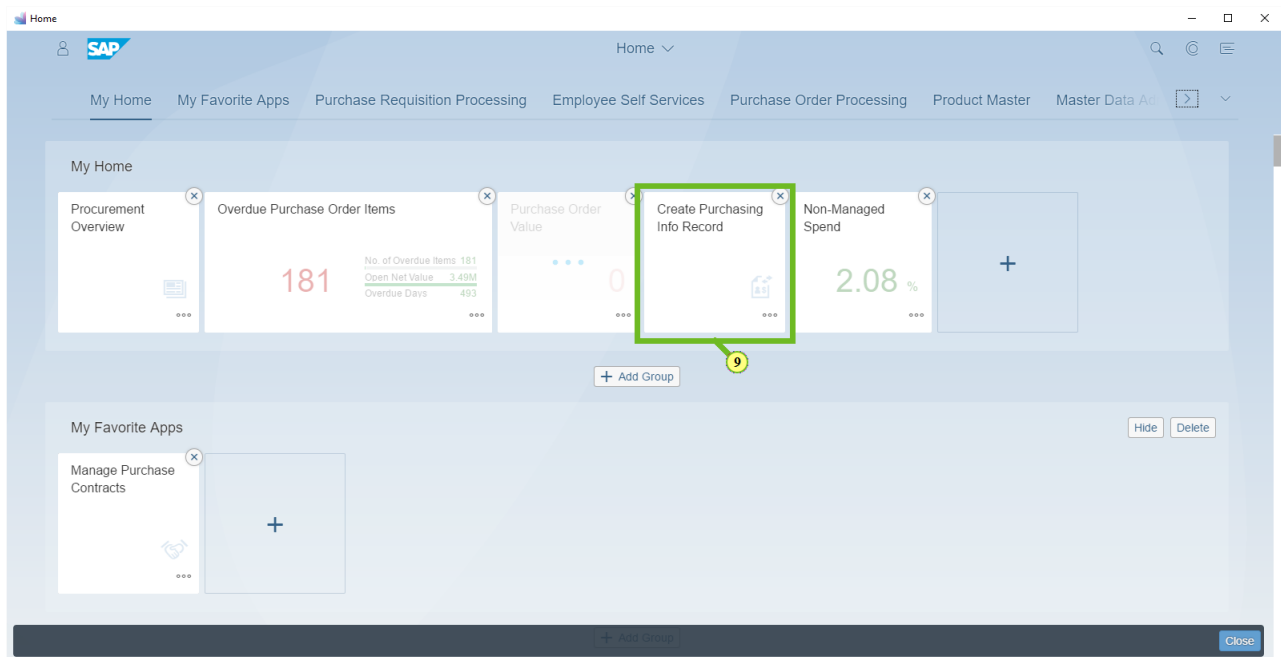 Home
SAP
Home
My Home My Favorite Apps Purchase Requisition Processing Employee Self Services Purchase Order Processing Product Master Master Data
My Home
Procurement Overview
Overdue Purchase Order Items
181
No. of Overdue Items 181
Open Net Value 3.49M
Overdue Days 493
Purchase Order Value
0
Create Purchasing Info Record
Non-Managed Spend
2.08 %
9
+ Add Group
My Favorite Apps
Hide Delete
Manage Purchase Contracts
+ Add Group
Close